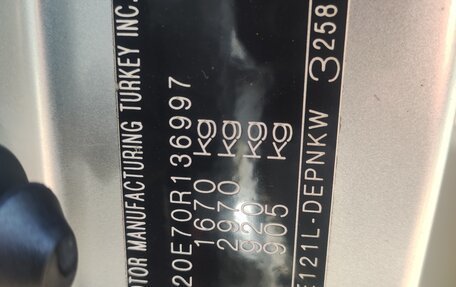 OTOR MANUFACTURING TURKEY INC.
20E70R136997
1670 kg
2970 kg
920 kg
905 kg
E121L-DEPNKW 3258